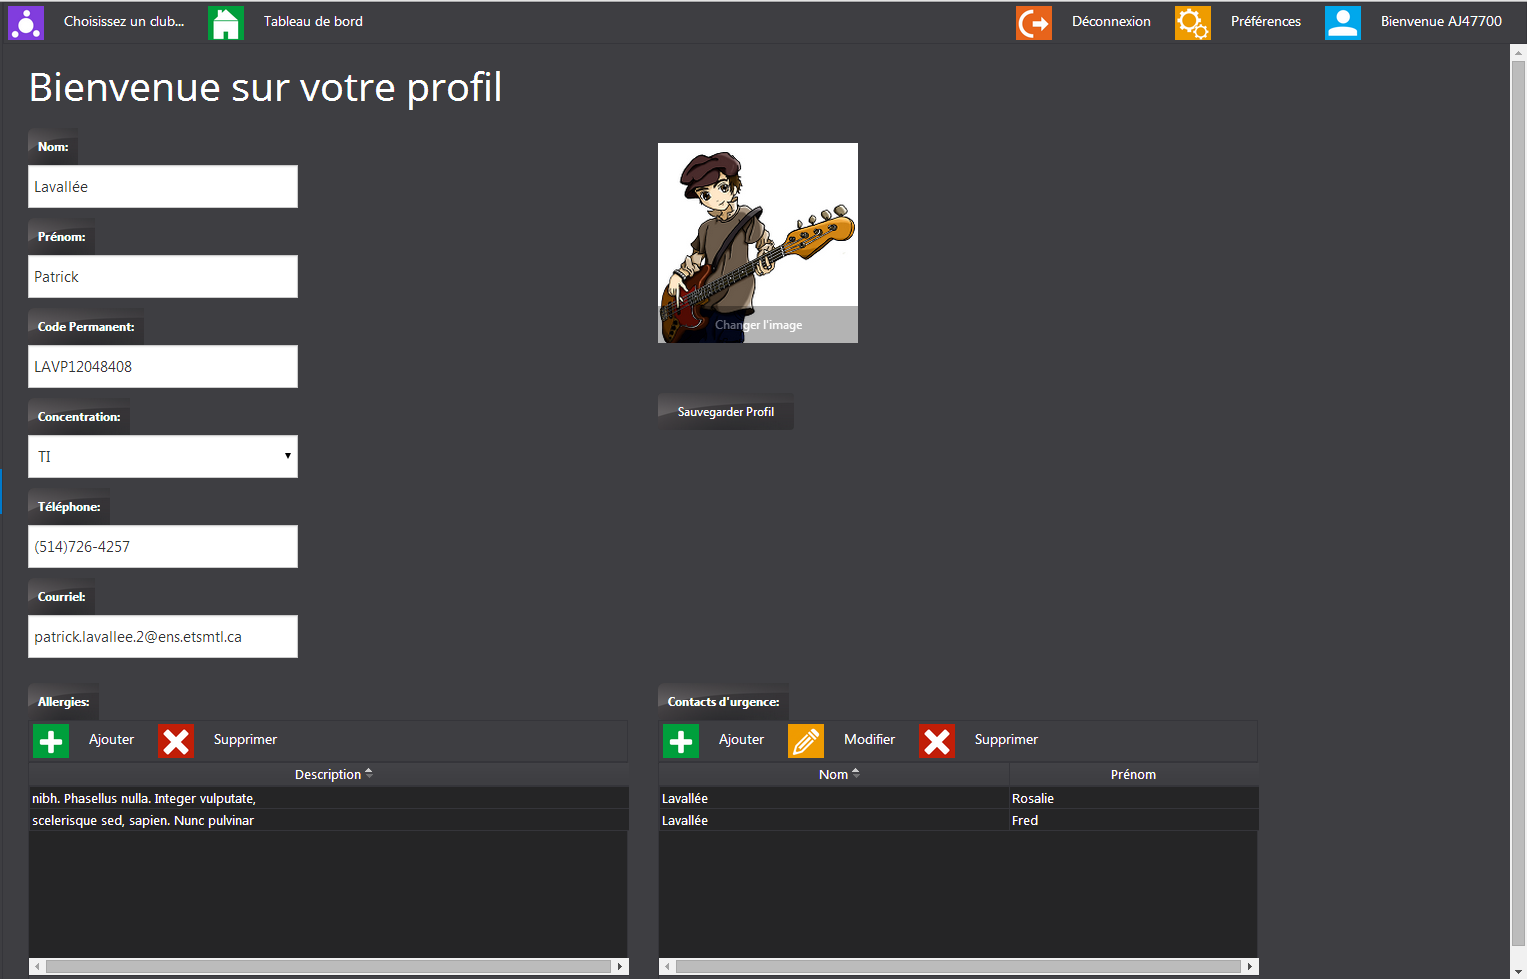 Choisissez un club... Tableau de bord Déconnexion Préférences Bienvenue AJ47700
Bienvenue sur votre profil
Nom:
Lavallée
Prénom:
Patrick
Code Permanent:
LAVP12048408
Concentration:
TI
Téléphone:
(514)726-4257
Courriel:
patrick.lavallee.2@ens.etsmtl.ca
Changer l'image
Sauvegarder Profil
Allergies:
Ajouter Supprimer
Description
nibh. Phasellus nulla. Integer vulputate,
scelerisque sed, sapien. Nunc pulvinar
Contacts d'urgence:
Ajouter Modifier Supprimer
Nom Prénom
Lavallée Rosalie
Lavallée Fred